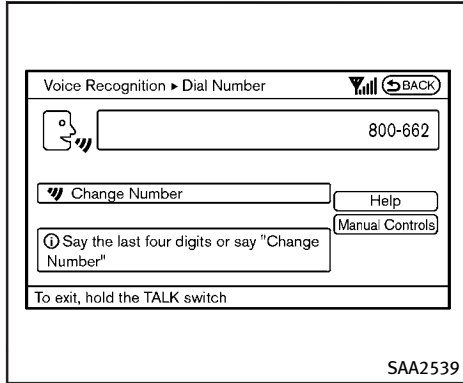 Voice Recognition ▸ Dial Number
BACK
800-662
Change Number
Help
Manual Controls
Say the last four digits or say "Change
Number"
To exit, hold the TALK switch
SAA2539